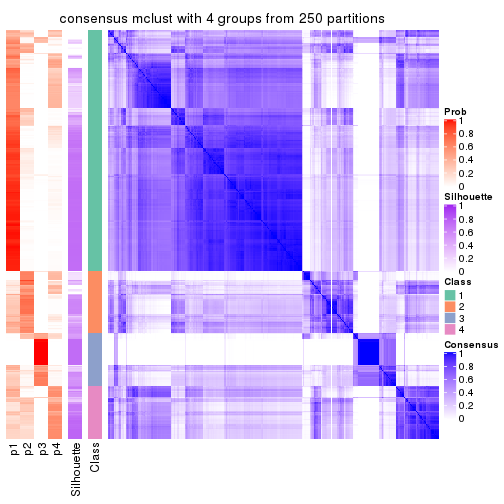 consensus mclust with 4 groups from 250 partitions
Prob
1
0.8
0.6
0.4
0.2
0
Silhouette
1
0.8
0.6
0.4
0.2
0
Class
1
2
3
4
Consensus
1
0.8
0.6
0.4
0.2
0
p1
p2
p3
p4
Silhouette
Class